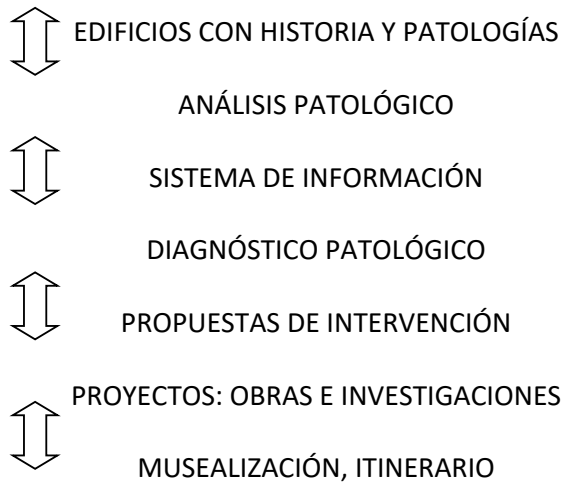 EDIFICIOS CON HISTORIA Y PATOLOGÍAS
ANÁLISIS PATOLÓGICO
SISTEMA DE INFORMACIÓN
DIAGNÓSTICO PATOLÓGICO
PROPUESTAS DE INTERVENCIÓN
PROYECTOS: OBRAS E INVESTIGACIONES
MUSEALIZACIÓN, ITINERARIO